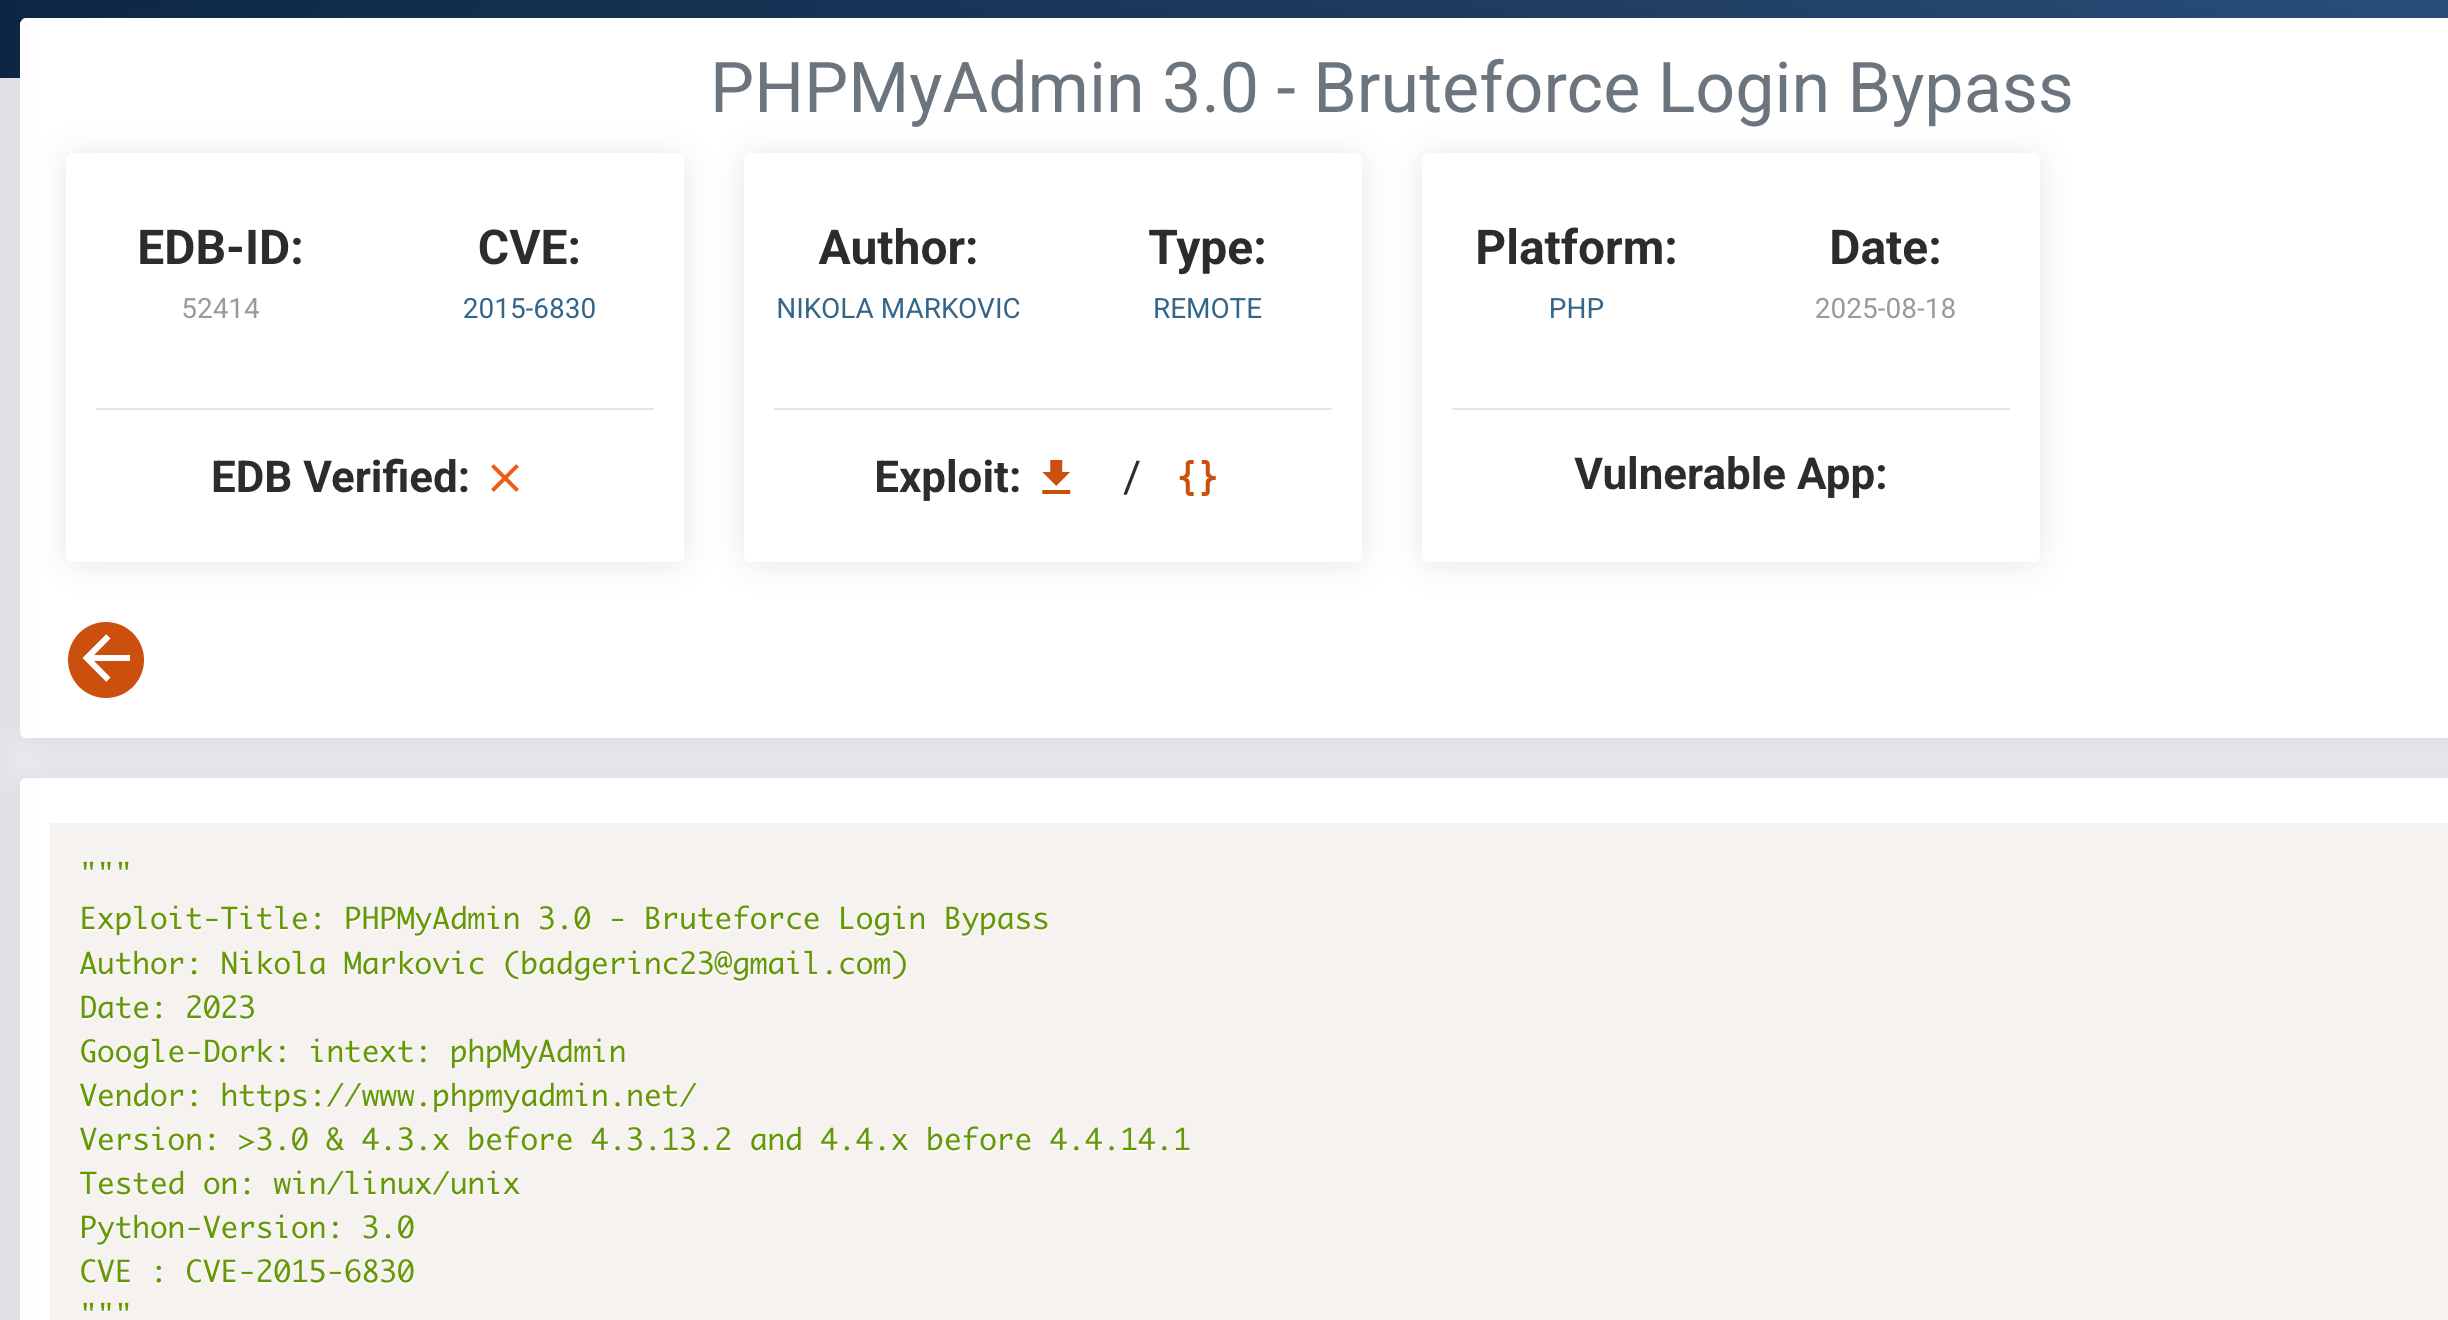 PHPMyAdmin 3.0 - Bruteforce Login Bypass
EDB-ID:
52414
CVE:
2015-6830
EDB Verified:
Author:
NIKOLA MARKOVIC
Type:
REMOTE
Exploit: / {}
Platform:
PHP
Date:
2025-08-18
Vulnerable App:
"""
Exploit-Title: PHPMyAdmin 3.0 - Bruteforce Login Bypass
Author: Nikola Markovic (badgerinc23@gmail.com)
Date: 2023
Google-Dork: intext: phpMyAdmin
Vendor: https://www.phpmyadmin.net/
Version: >3.0 & 4.3.x before 4.3.13.2 and 4.4.x before 4.4.14.1
Tested on: win/linux/unix
Python-Version: 3.0
CVE : CVE-2015-6830
"""